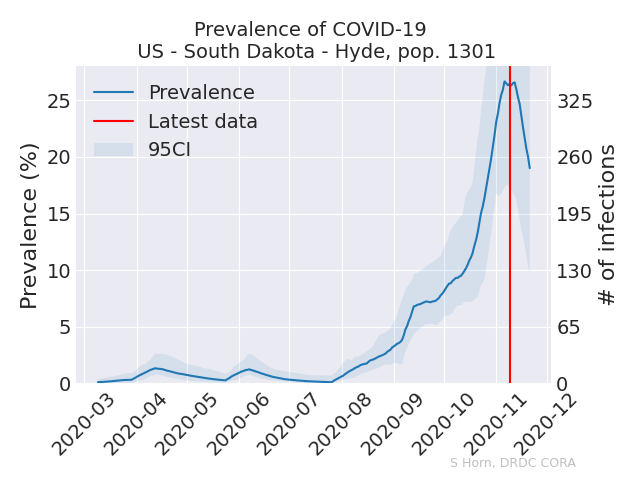 Prevalence of COVID-19
US - South Dakota - Hyde, pop. 1301
Prevalence
Latest data
95CI
Prevalence (%)
25
20
15
10
5
0
325
260
195
130
65
0
# of infections
2020-03
2020-04
2020-05
2020-06
2020-07
2020-08
2020-09
2020-10
2020-11
2020-12
S Horn, DRDC CORA